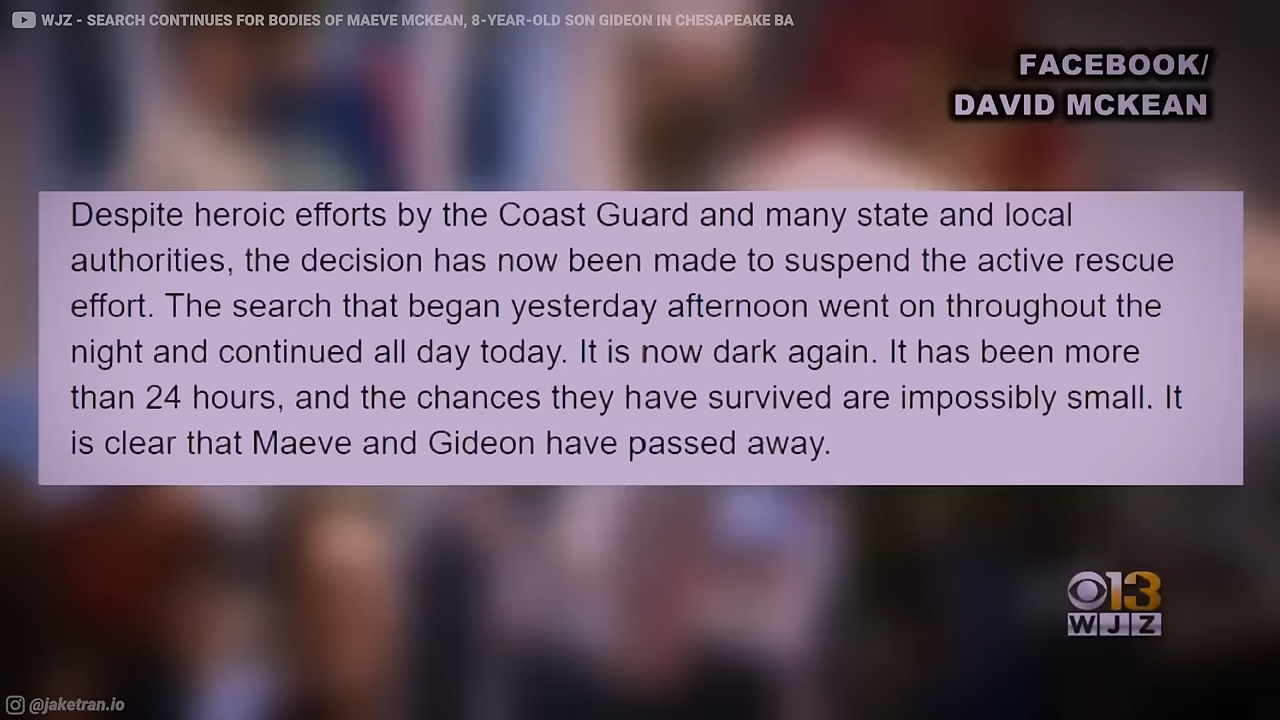 WJZ - SEARCH CONTINUES FOR BODIES OF MAEVE MCKEAN, 8-YEAR-OLD SON GIDEON IN CHESAPEAKE BA
FACEBOOK/
DAVID MCKEAN
Despite heroic efforts by the Coast Guard and many state and local
authorities, the decision has now been made to suspend the active rescue
effort. The search that began yesterday afternoon went on throughout the
night and continued all day today. It is now dark again. It has been more
than 24 hours, and the chances they have survived are impossibly small. It
is clear that Maeve and Gideon have passed away.
13
WJZ
@jaketran.io